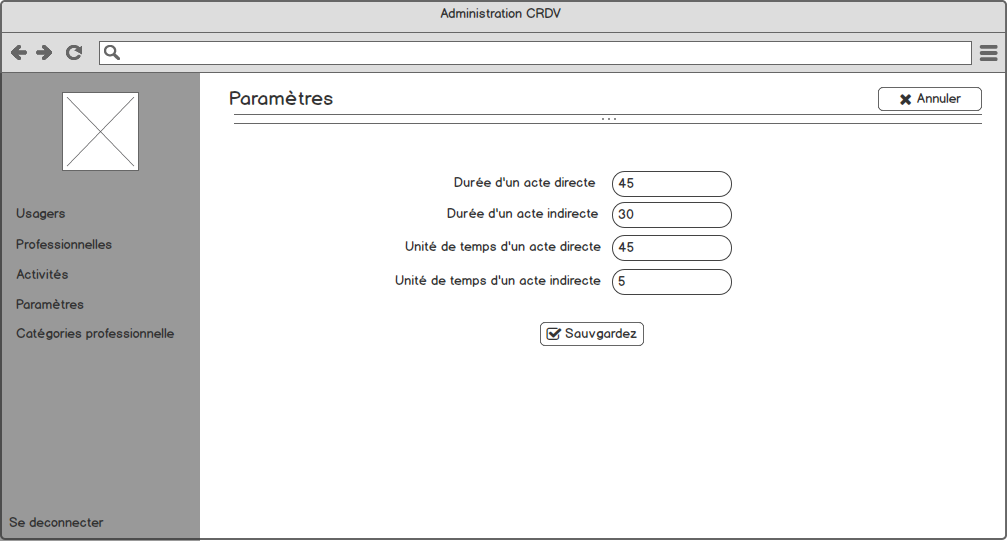 Administration CRDV
Paramètres
Annuler
...
Durée d'un acte directe 45
Durée d'un acte indirecte 30
Unité de temps d'un acte directe 45
Unité de temps d'un acte indirecte 5
Sauvgardez
Usagers
Professionnelles
Activités
Paramètres
Catégories professionnelle
Se deconnecter